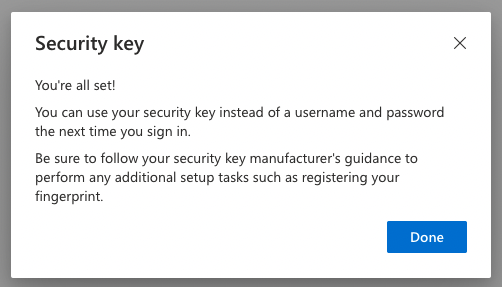 Security key
You're all set!
You can use your security key instead of a username and password
the next time you sign in.
Be sure to follow your security key manufacturer's guidance to
perform any additional setup tasks such as registering your
fingerprint.
Done